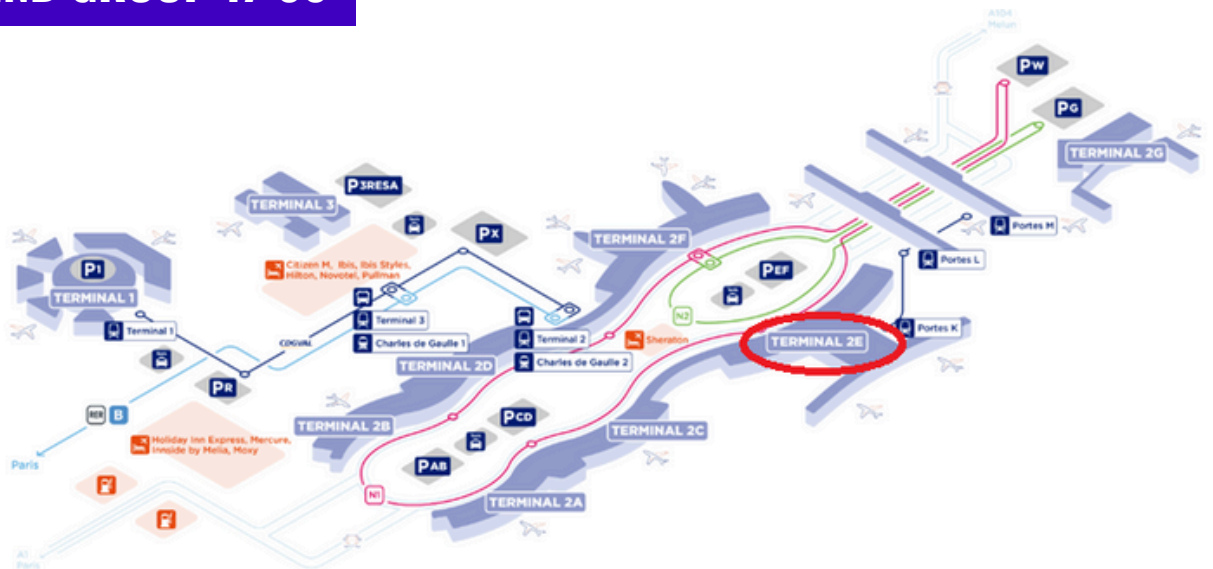 A104
Melun
PW
PG
TERMINAL 2G
P3RESA
TERMINAL 3
PX
TERMINAL 2F
Portes M
Citizen M, Ibis, Ibis Styles,
Hilton, Novotel, Pullman
PEF
Portes L
P1
TERMINAL 1
Terminal 1
Terminal 3
Charles de Gaulle 1
CDGVAL
N2
Terminal 2
Charles de Gaulle 2
Sheraton
TERMINAL 2E
Portes K
TERMINAL 2D
PR
RER B
Paris
Holiday Inn Express, Mercure,
Innside by Melia, Moxy
TERMINAL 2B
PCD
TERMINAL 2C
PAB
N1
TERMINAL 2A
A1
Paris